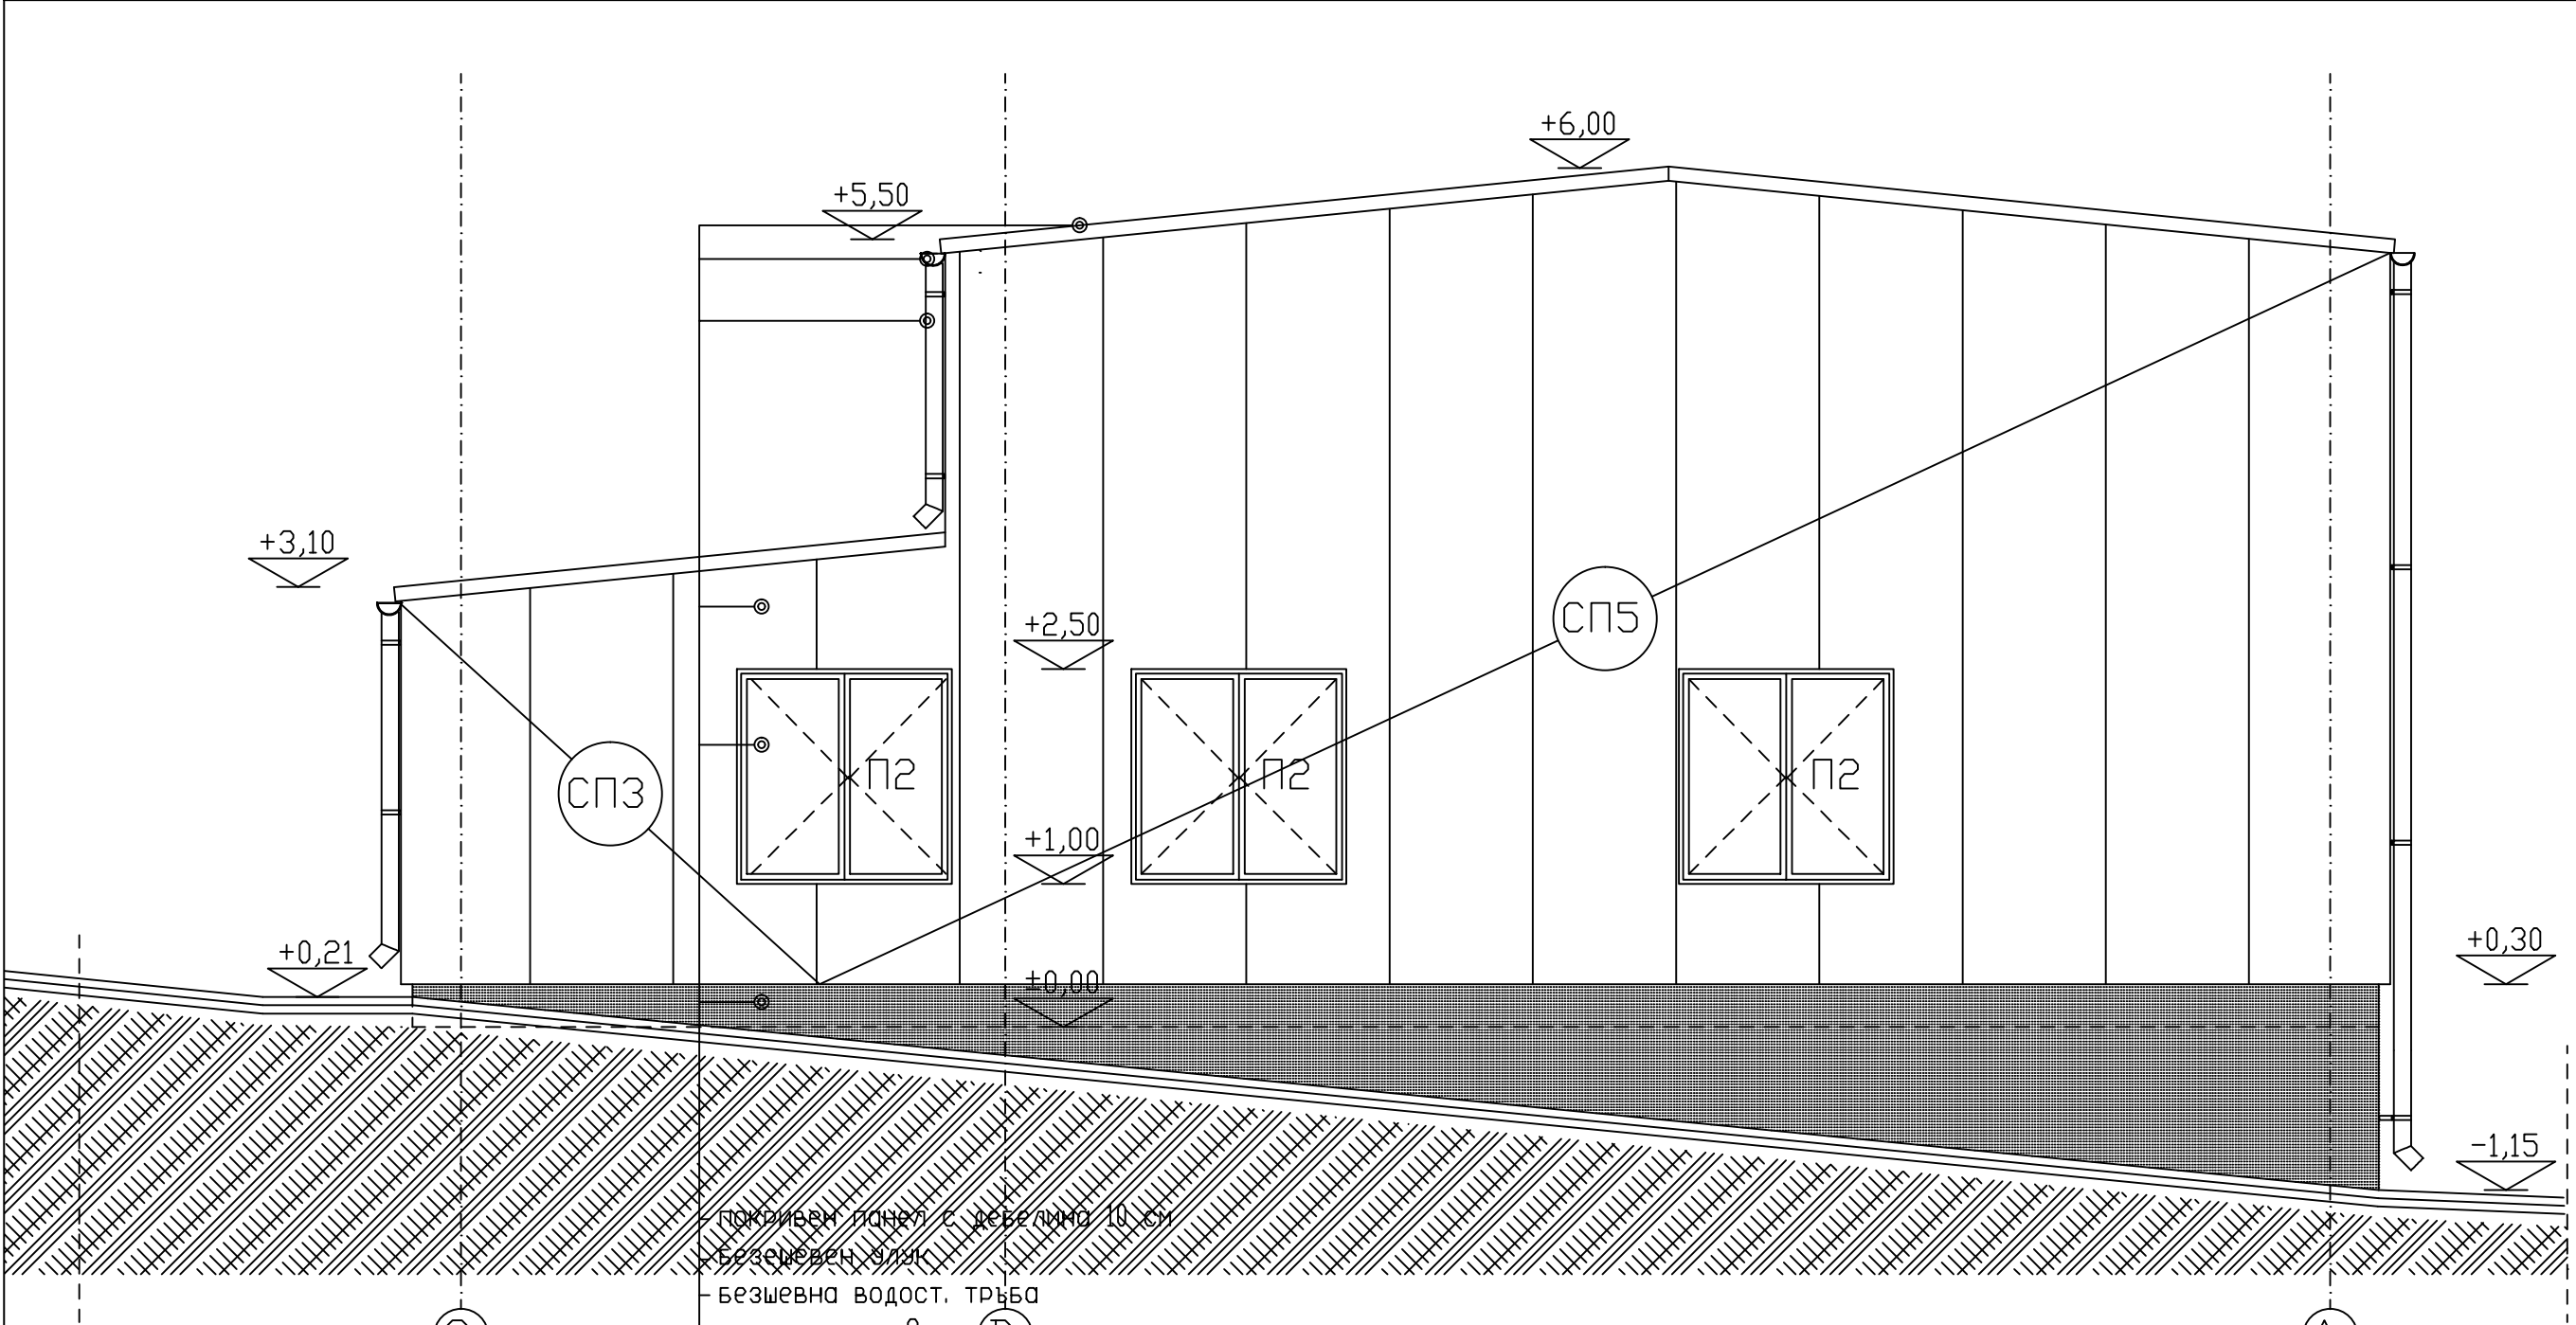 +6,00
+5,50
+3,10
+2,50
СП5
П2
П2
П2
СП3
+1,00
+0,21
+0,30
±0,00
-1,15
- покривен панел с дебелина 10 см
- безешевен улук
- безшевна водост. тръба